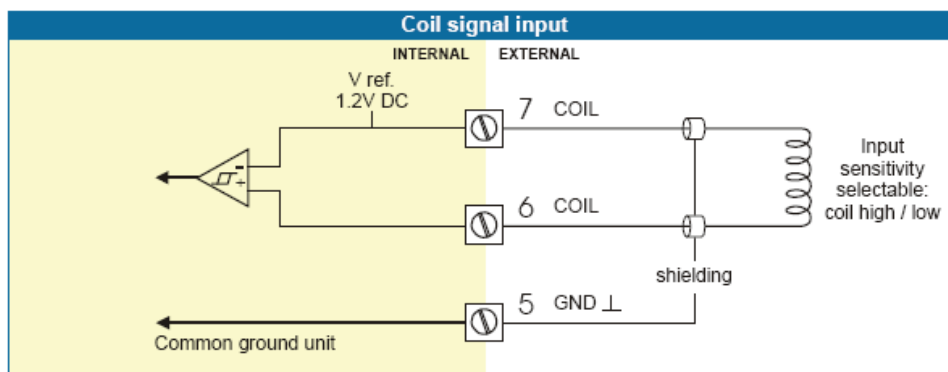 Coil signal input
INTERNAL
EXTERNAL
V ref.
1.2V DC
7 COIL
- 
+
6 COIL
Input
sensitivity
selectable:
coil high / low
shielding
5 GND ⊥
Common ground unit